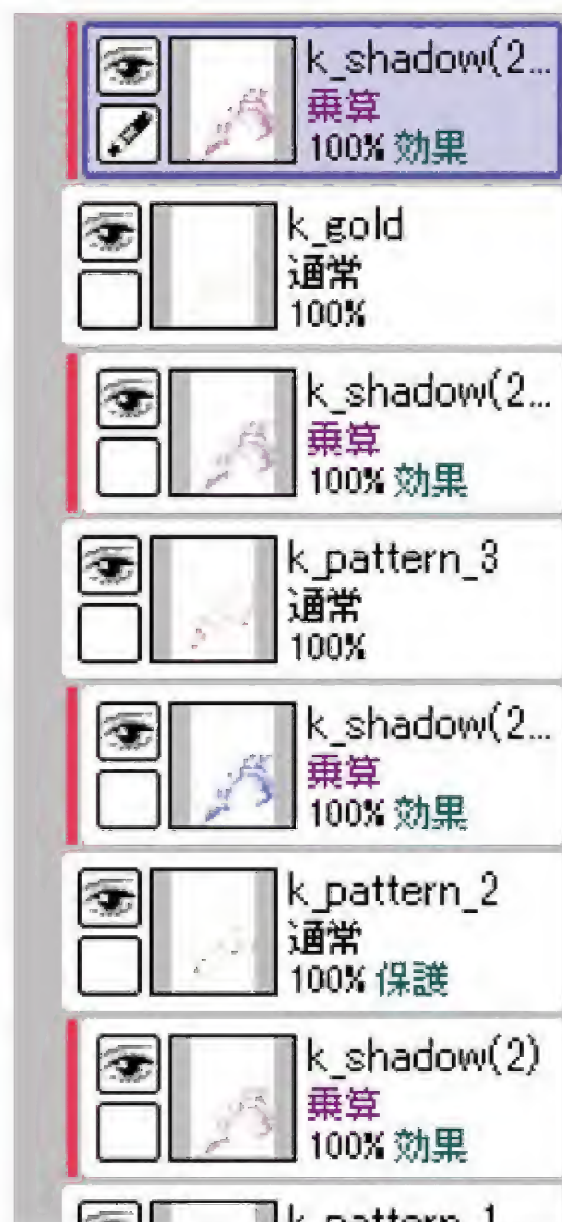 k_shadow(2...
乗算
100% 効果
k_gold
通常
100%
k_shadow(2...
乗算
100% 効果
k_pattern_3
通常
100%
k_shadow(2...
乗算
100% 効果
k_pattern_2
通常
100% 保護
k_shadow(2)
乗算
100% 効果
k_pattern_1